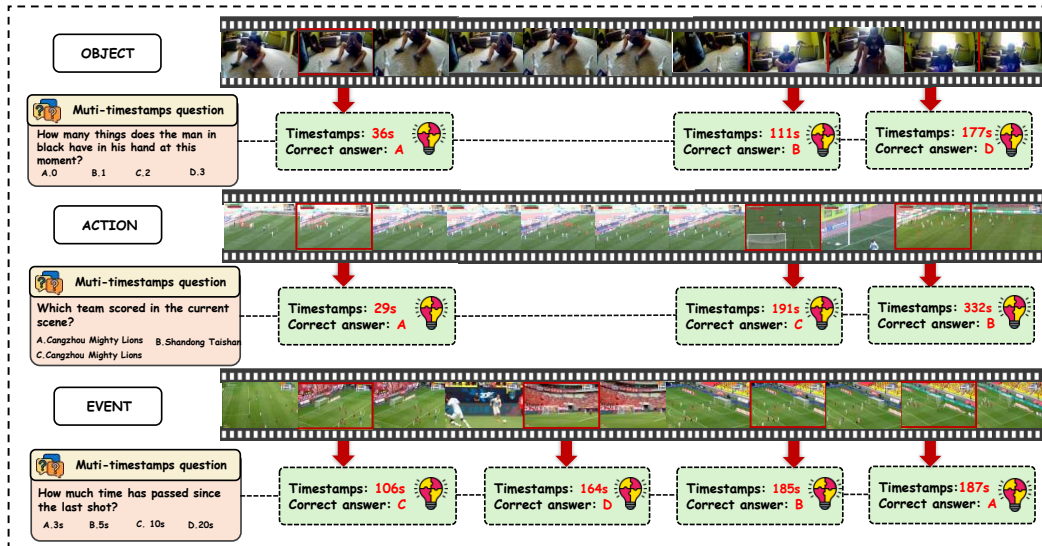 OBJECT
Muti-timestamps question
How many things does the man in
black have in his hand at this
moment?
A.0 B.1 C.2 D.3
Timestamps: 36s
Correct answer: A
Timestamps: 111s
Correct answer: B
Timestamps: 177s
Correct answer: D
ACTION
Muti-timestamps question
Which team scored in the current
scene?
A.Cangzhou Mighty Lions B.Shandong Taishan
C.Cangzhou Mighty Lions
Timestamps: 29s
Correct answer: A
Timestamps: 191s
Correct answer: C
Timestamps: 332s
Correct answer: B
EVENT
Muti-timestamps question
How much time has passed since
the last shot?
A.3s B.5s C. 10s D.20s
Timestamps: 106s
Correct answer: C
Timestamps: 164s
Correct answer: D
Timestamps: 185s
Correct answer: B
Timestamps:187s
Correct answer: A